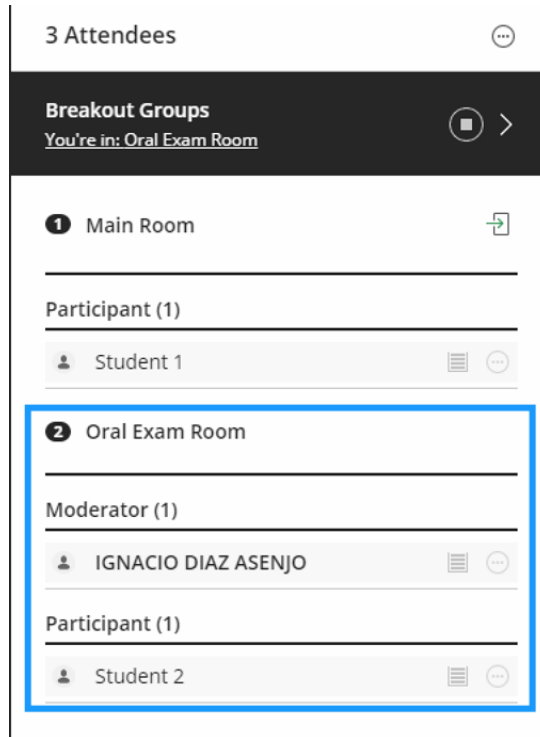 3 Attendees
Breakout Groups
You're in: Oral Exam Room
1 Main Room
Participant (1)
Student 1
2 Oral Exam Room
Moderator (1)
IGNACIO DIAZ ASENJO
Participant (1)
Student 2